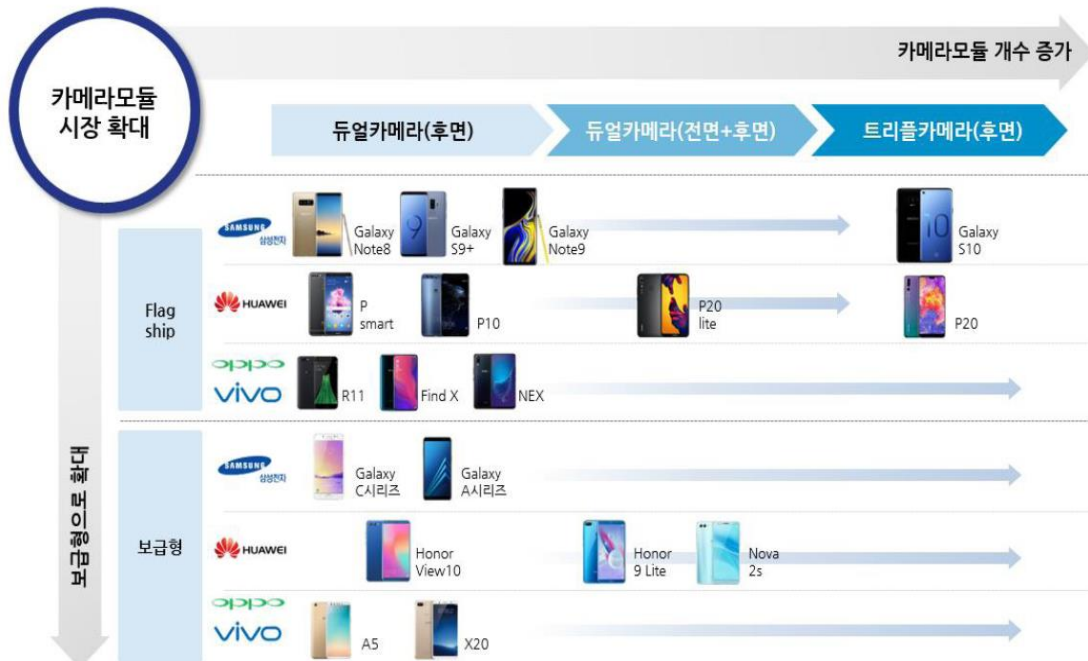 카메라모듈 개수 증가
카메라모듈
시장 확대
듀얼카메라(후면)
듀얼카메라(전면+후면)
트리플카메라(후면)
Flag
ship
SAMSUNG
삼성전자
Galaxy
Note8
Galaxy
S9+
Galaxy
Note9
Galaxy
S10
HUAWEI
P
smart
P10
P20
lite
P20
oppo
vivo
R11
Find X
NEX
보급형으로 확대
보급형
SAMSUNG
삼성전자
Galaxy
C시리즈
Galaxy
A시리즈
HUAWEI
Honor
View10
Honor
9 Lite
Nova
2s
oppo
vivo
A5
X20